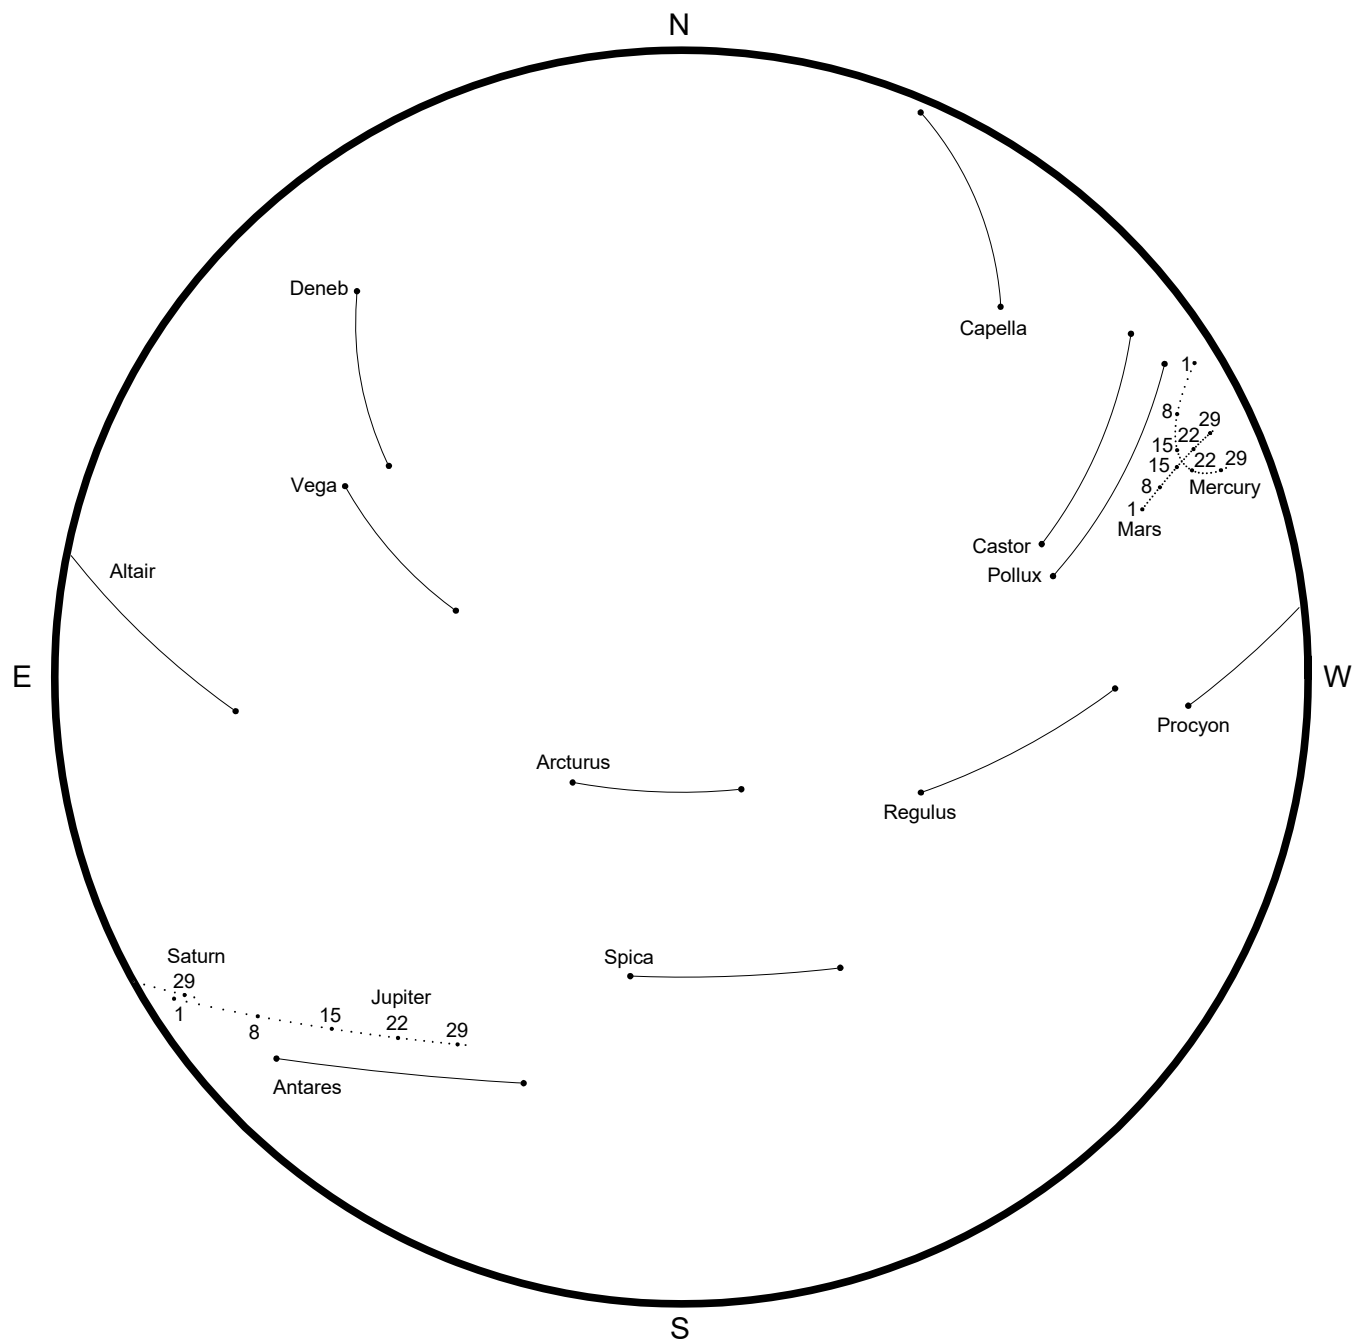 N
Deneb
Capella
1
8
29
22
15
15
22
29
8
Mercury
1
Mars
Vega
Castor
Pollux
Altair
E
W
Procyon
Arcturus
Regulus
Saturn
Spica
29
Jupiter
1
8
15
22
29
Antares
S